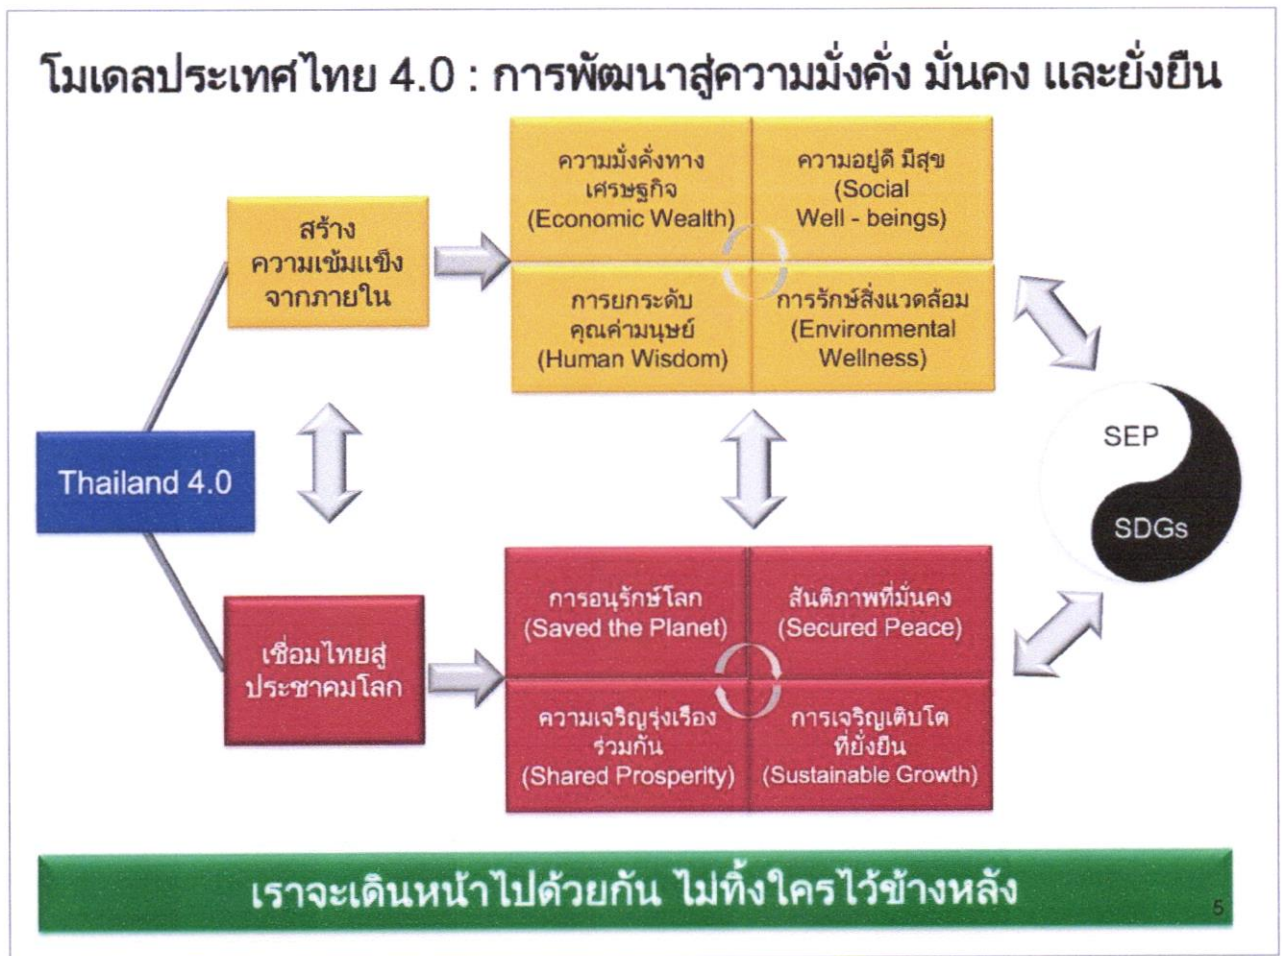 โมเดลประเทศไทย 4.0 : การพัฒนาสู่ความมั่งคั่ง มั่นคง และยั่งยืน
ความมั่งคั่งทาง
เศรษฐกิจ
(Economic Wealth)
ความอยู่ดี มีสุข
(Social
Well - beings)
สร้าง
ความเข้มแข็ง
จากภายใน
การยกระดับ
คุณค่ามนุษย์
(Human Wisdom)
การรักษ์สิ่งแวดล้อม
(Environmental
Wellness)
Thailand 4.0
SEP
SDGs
การอนุรักษ์โลก
(Saved the Planet)
สันติภาพที่มั่นคง
(Secured Peace)
เชื่อมไทยสู่
ประชาคมโลก
ความเจริญรุ่งเรือง
ร่วมกัน
(Shared Prosperity)
การเจริญเติบโต
ที่ยั่งยืน
(Sustainable Growth)
เราจะเดินหน้าไปด้วยกัน ไม่ทิ้งใครไว้ข้างหลัง
5